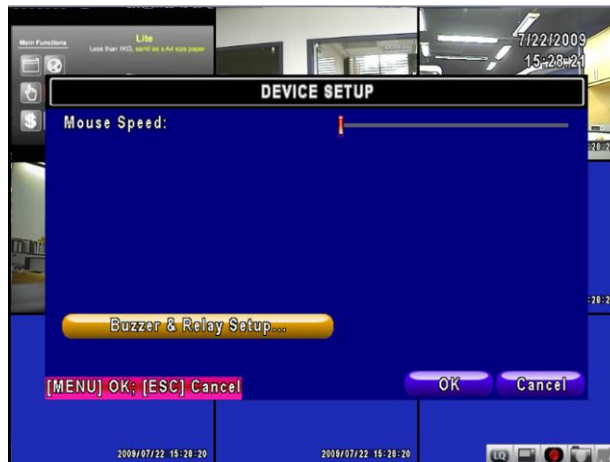 Main Functions
Lite
Less than 1KG, semi as a A4 size paper
7/22/2009
15:28:21
DEVICE SETUP
Mouse Speed:
Buzzer & Relay Setup...
[MENU] OK; [ESC] Cancel
OK
Cancel
2009/07/22 15:28:20
2009/07/22 15:28:20
LQ